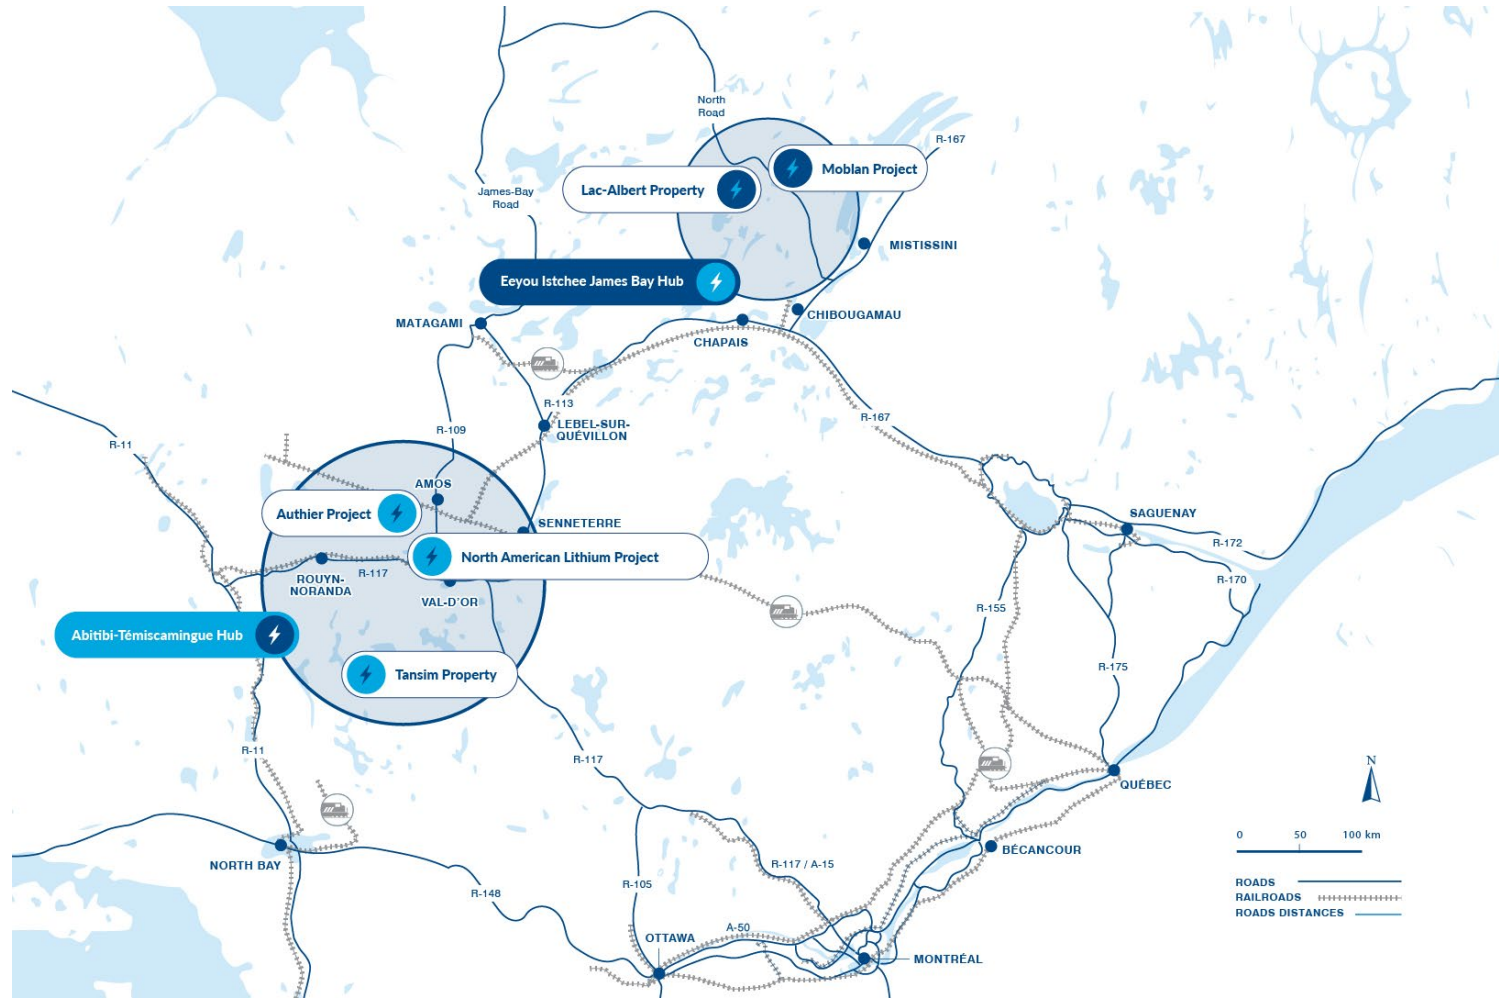 North
Road
R-167
Moblan Project
Lac-Albert Property
James-Bay
Road
MISTISSINI
Eeyou Istchee James Bay Hub
CHIBOUGAMAU
MATAGAMI
CHAPAIS
R-113
R-167
LEBEL-SUR-
QUÉVILLON
R-109
R-11
AMOS
Authier Project
SENNETERRE
SAGUENAY
R-172
North American Lithium Project
R-117
ROUYN-
NORANDA
VAL-D'OR
R-170
R-155
Abitibi-Témiscamingue Hub
R-175
Tansim Property
R-11
R-117
N
QUÉBEC
0 50 100 km
NORTH BAY
BÉCANCOUR
R-117 / A-15
R-148
R-105
ROADS
RAILROADS
ROADS DISTANCES
A-50
OTTAWA
MONTRÉAL